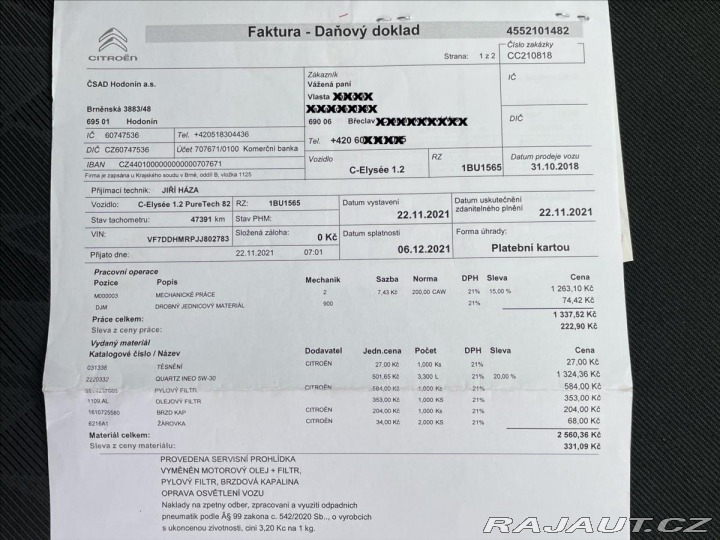 Faktura - Daňový doklad 4552101482
CITROËN
Strana: 1 z 2
Číslo zakázky
CC210818
ČSAD Hodonín a.s.
Brněnská 3883/48
695 01 Hodonín
IČ 60747536 Tel. +420518304436
DIČ CZ60747536 Účet 707671/0100 Komerční banka
IBAN CZ4401000000000000707671
Firma je zapsána u Krajského soudu v Brně, oddíl B, vložka 1125
Zákazník
Vážená paní
Vlasta
690 06 Břeclav
Tel. +420 60
IČ
DIČ
Vozidlo C-Elysée 1.2 RZ 1BU1565
Datum prodeje vozu
31.10.2018
Přijímací technik: JIŘÍ HÁZA
Vozidlo: C-Elysée 1.2 PureTech 82 RZ: 1BU1565
Stav tachometru: 47391 km Stav PHM:
VIN: VF7DDHMRPJJ802783 Složená záloha: 0 Kč
Přijato dne: 22.11.2021 07:01
Datum vystavení 22.11.2021
Datum uskutečnění
zdanitelného plnění 22.11.2021
Datum splatnosti 06.12.2021
Forma úhrady: Platební kartou
Pracovní operace
Pozice Popis Mechanik Sazba Norma DPH Sleva Cena
M000003 MECHANICKÉ PRÁCE 2 7,43 Kč 200,00 CAW 21% 15,00 % 1 263,10 Kč
DJM DROBNÝ JEDNICOVÝ MATERIÁL 900 21% 74,42 Kč
Práce celkem: 1 337,52 Kč
Sleva z ceny práce: 222,90 Kč
Vydaný materiál
Katalogové číslo / Název Dodavatel Jedn.cena Počet DPH Sleva Cena
031338 TĚSNĚNÍ CITROËN 27,00 Kč 1,000 KS 21% 27,00 Kč
2220332 QUARTZ INEO 5W-30 501,65 Kč 3,300 L 21% 20,00 % 1 324,36 Kč
PYLOVÝ FILTR CITROËN 584,00 Kč 1,000 KS 21% 584,00 Kč
1109.AL OLEJOVÝ FILTR 353,00 Kč 1,000 KS 21% 353,00 Kč
1610725580 BRZD KAP CITROËN 204,00 Kč 1,000 KS 21% 204,00 Kč
6216A1 ŽÁROVKA CITROËN 34,00 Kč 2,000 KS 21% 68,00 Kč
Materiál celkem: 2 560,36 Kč
Sleva z ceny materiálu: 331,09 Kč
PROVEDENA SERVISNÍ PROHLÍDKA
VYMĚNĚN MOTOROVÝ OLEJ + FILTR,
PYLOVÝ FILTR, BRZDOVÁ KAPALINA
OPRAVA OSVĚTLENÍ VOZU
Náklady na zpetny odber, zpracovani a vyuziti odpadnich
pneumatik podle Â§ 99 zakona c. 542/2020 Sb.., o vyrobcich
s ukoncenou zivotnosti, cini 3,20 Kc na 1 kg.
RAJAUT.CZ